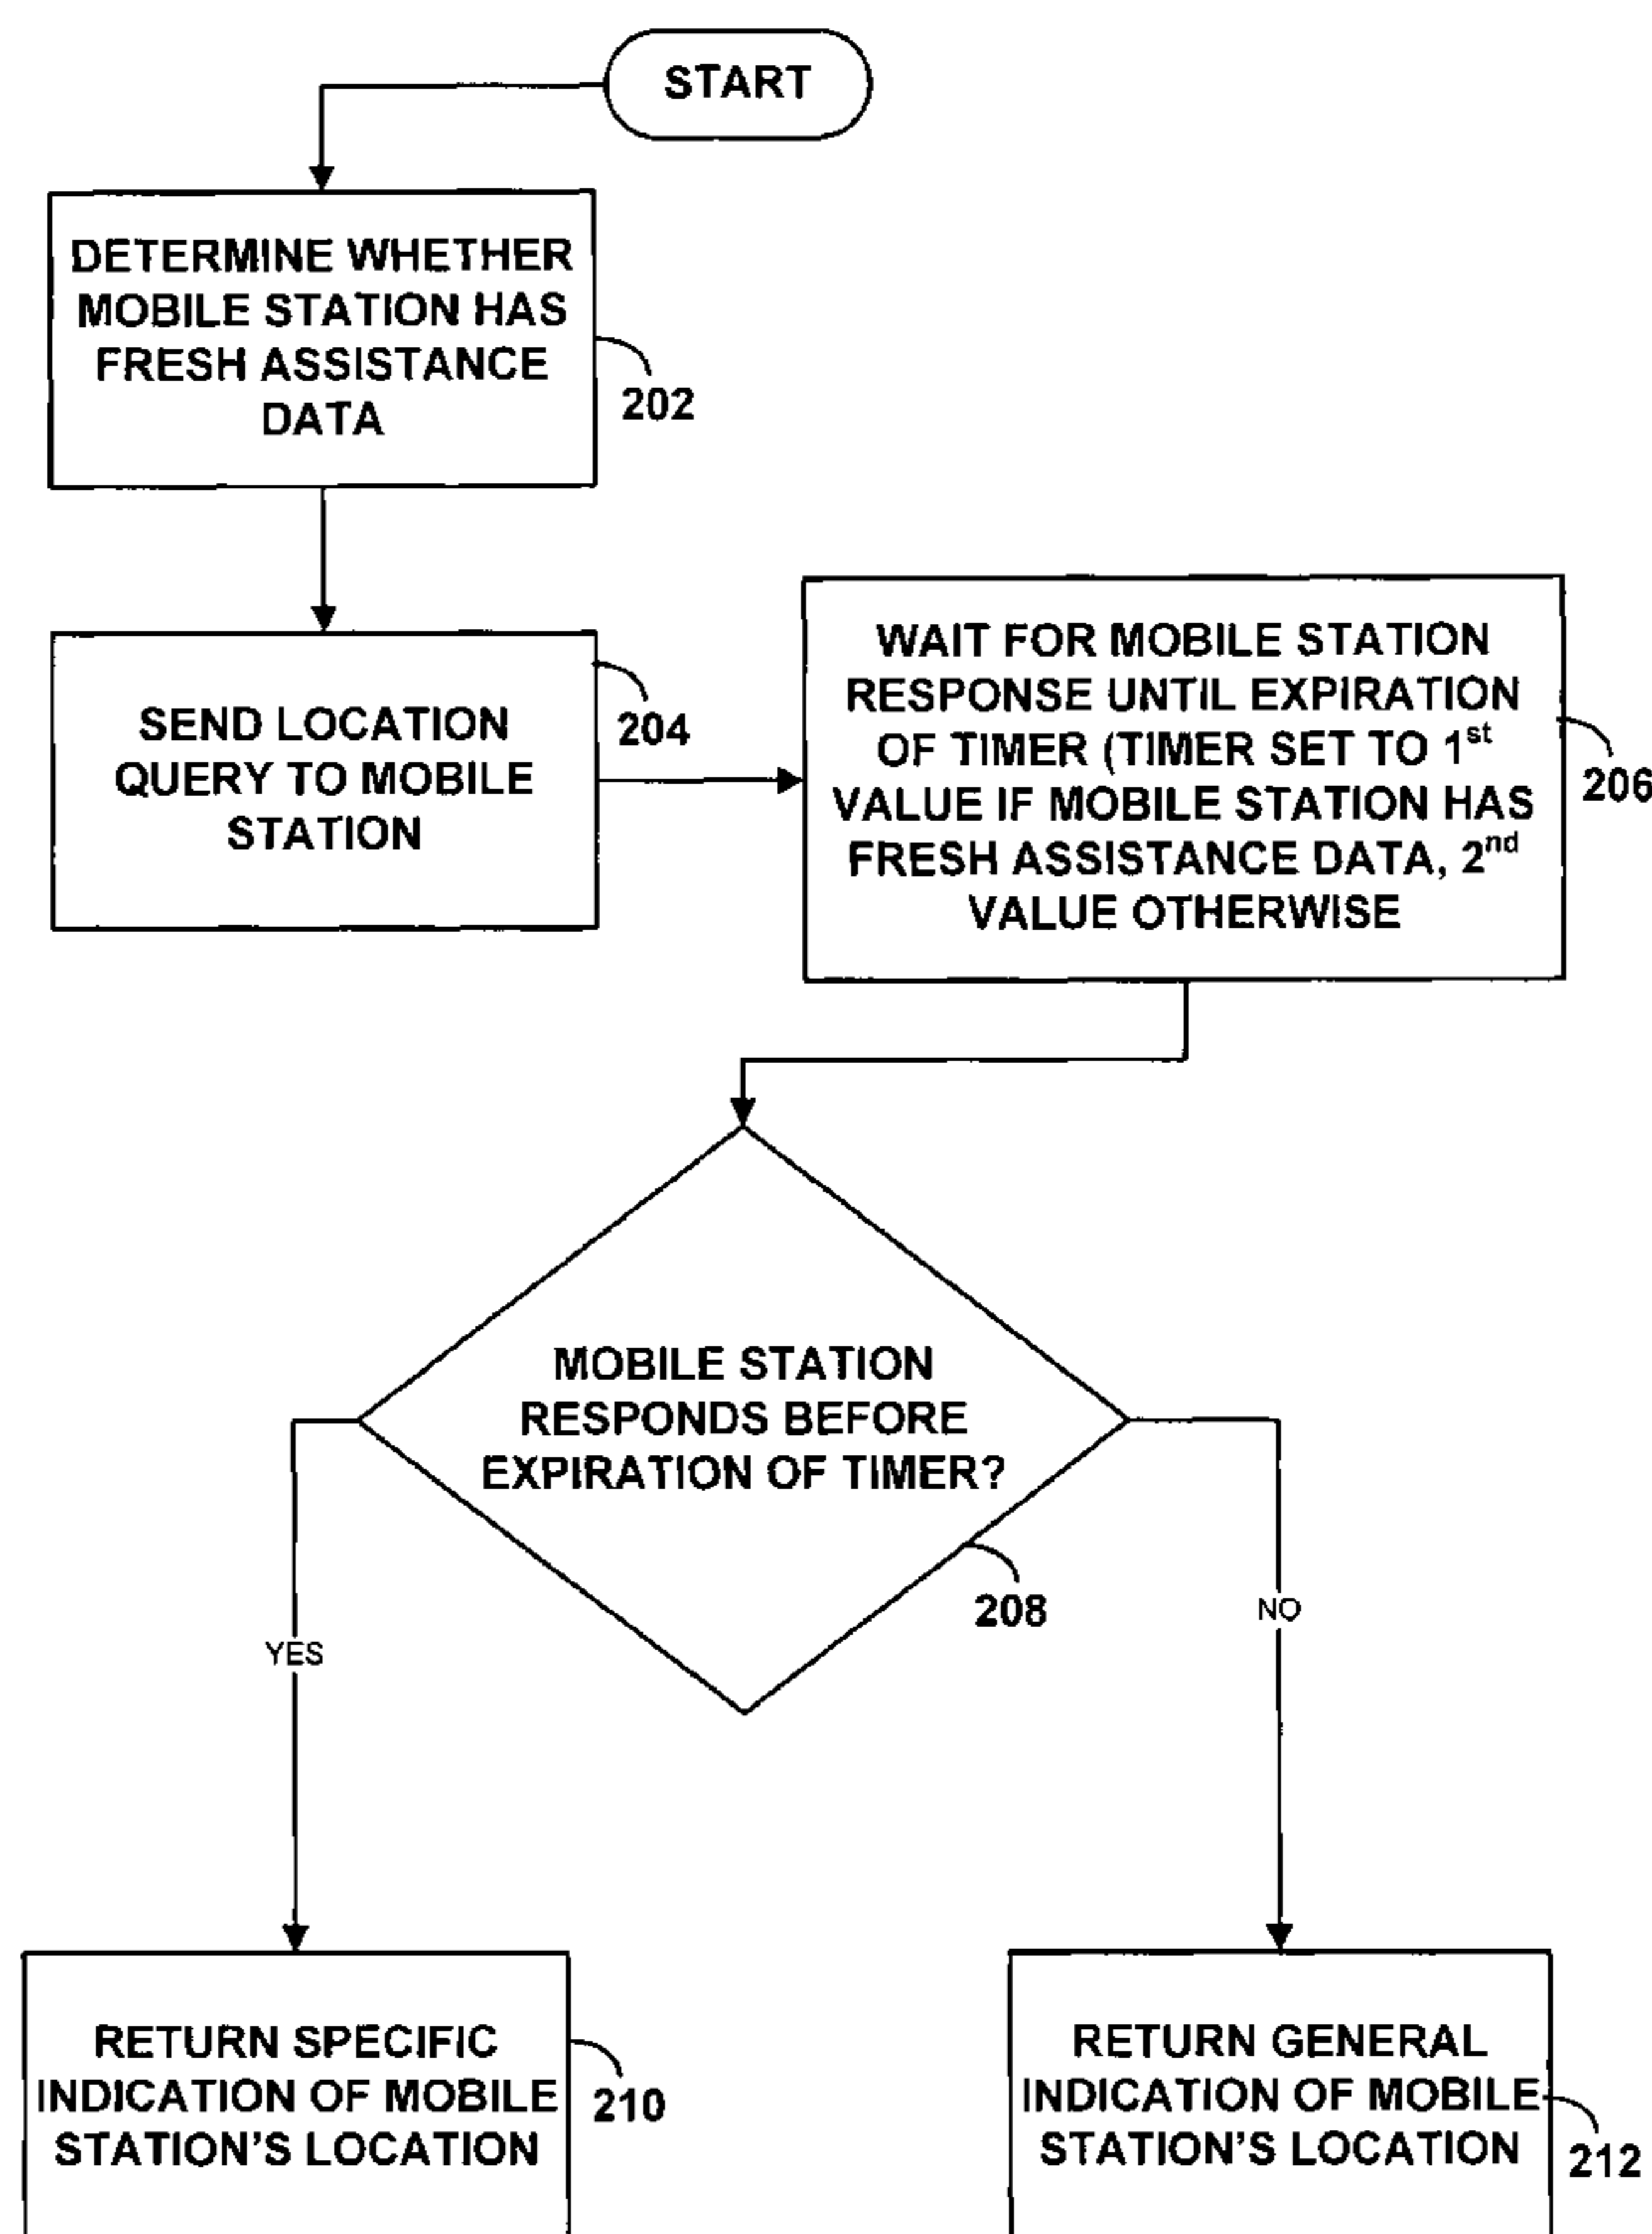 START
DETERMINE WHETHER
MOBILE STATION HAS
FRESH ASSISTANCE
DATA
202
SEND LOCATION
QUERY TO MOBILE
STATION
204
WAIT FOR MOBILE STATION
RESPONSE UNTIL EXPIRATION
OF TIMER (TIMER SET TO 1st
VALUE IF MOBILE STATION HAS
FRESH ASSISTANCE DATA, 2nd
VALUE OTHERWISE
206
MOBILE STATION
RESPONDS BEFORE
EXPIRATION OF TIMER?
208
YES
NO
RETURN SPECIFIC
INDICATION OF MOBILE
STATION'S LOCATION
210
RETURN GENERAL
INDICATION OF MOBILE
STATION'S LOCATION
212